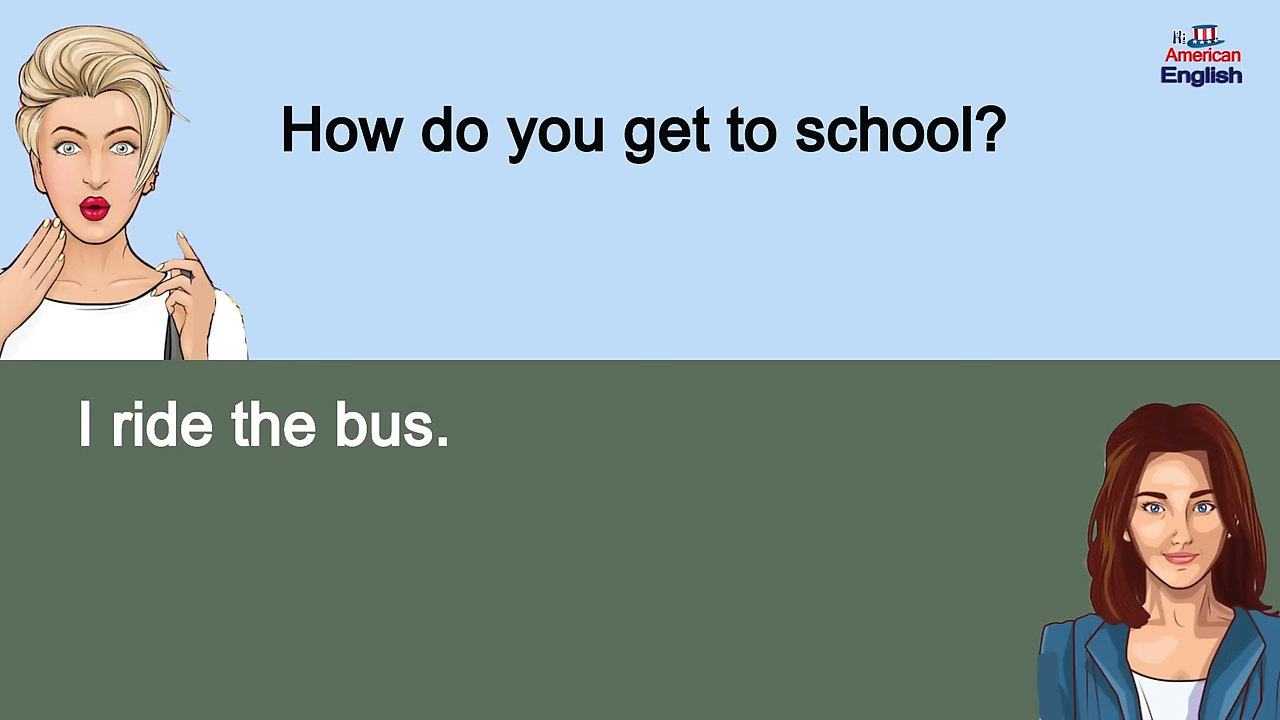 Hi
American
English
How do you get to school?
I ride the bus.